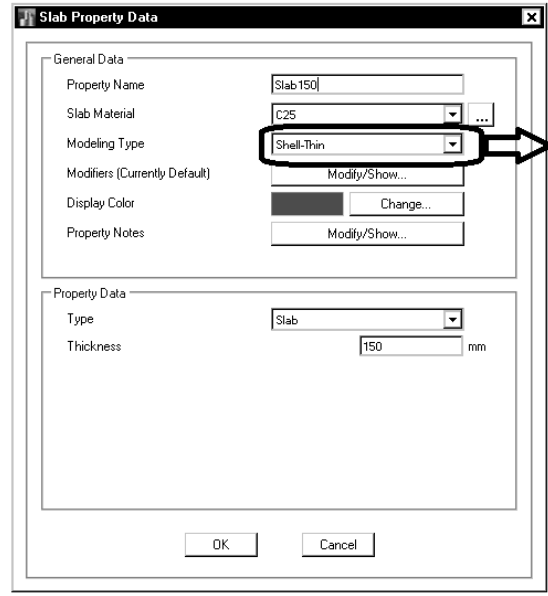 Slab Property Data
General Data
Property Name Slab150
Slab Material C25 ...
Modeling Type Shell-Thin
Modifiers (Currently Default) Modify/Show...
Display Color Change...
Property Notes Modify/Show...
Property Data
Type Slab
Thickness 150 mm
OK Cancel